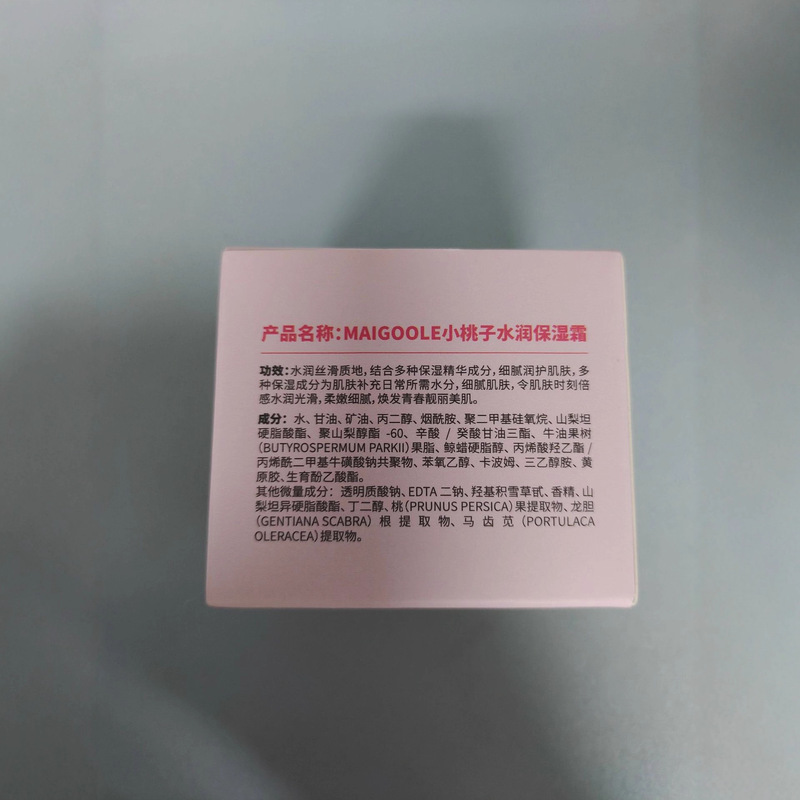 产品名称:MAIGOOLE小桃子水润保湿霜
功效:水润丝滑质地,结合多种保湿精华成分,细腻润护肌肤,多
种保湿成分为肌肤补充日常所需水分,细腻肌肤,令肌肤时刻倍
感水润光滑,柔嫩细腻,焕发青春靓丽美肌。
成分:水、甘油、矿油、丙二醇、烟酰胺、聚二甲基硅氧烷、山梨坦
硬脂酸酯、聚山梨醇酯 -60、辛酸 / 癸酸甘油三酯、牛油果树
(BUTYROSPERMUM PARKII)果脂、鲸蜡硬脂醇、丙烯酸羟乙酯 /
丙烯酰二甲基牛磺酸钠共聚物、苯氧乙醇、卡波姆、三乙醇胺、黄
原胶、生育酚乙酸酯。
其他微量成分:透明质酸钠、EDTA 二钠、羟基积雪草甙、香精、山
梨坦异硬脂酸酯、丁二醇、桃(PRUNUS PERSICA)果提取物、龙胆
(GENTIANA SCABRA) 根提取物、马齿苋(PORTULACA
OLERACEA)提取物。